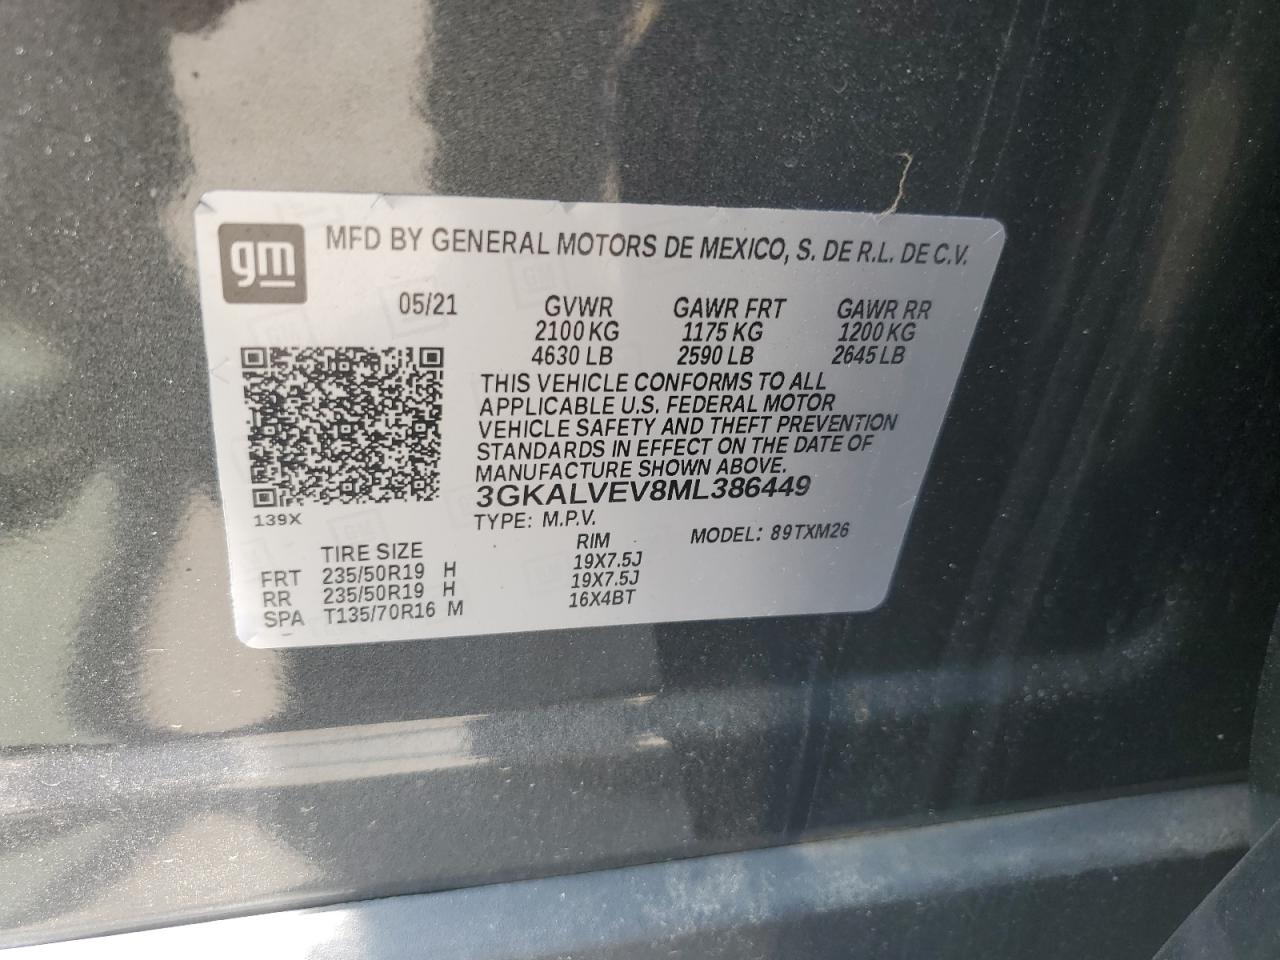 gm
MFD BY GENERAL MOTORS DE MEXICO, S. DE R.L. DE C.V.
05/21 GVWR GAWR FRT GAWR RR
2100 KG 1175 KG 1200 KG
4630 LB 2590 LB 2645 LB
THIS VEHICLE CONFORMS TO ALL
APPLICABLE U.S. FEDERAL MOTOR
VEHICLE SAFETY AND THEFT PREVENTION
STANDARDS IN EFFECT ON THE DATE OF
MANUFACTURE SHOWN ABOVE.
3GKALVEV8ML386449
139X
TYPE: M.P.V. MODEL: 89TXM26
TIRE SIZE RIM
FRT 235/50R19 H 19X7.5J
RR 235/50R19 H 19X7.5J
SPA T135/70R16 M 16X4BT